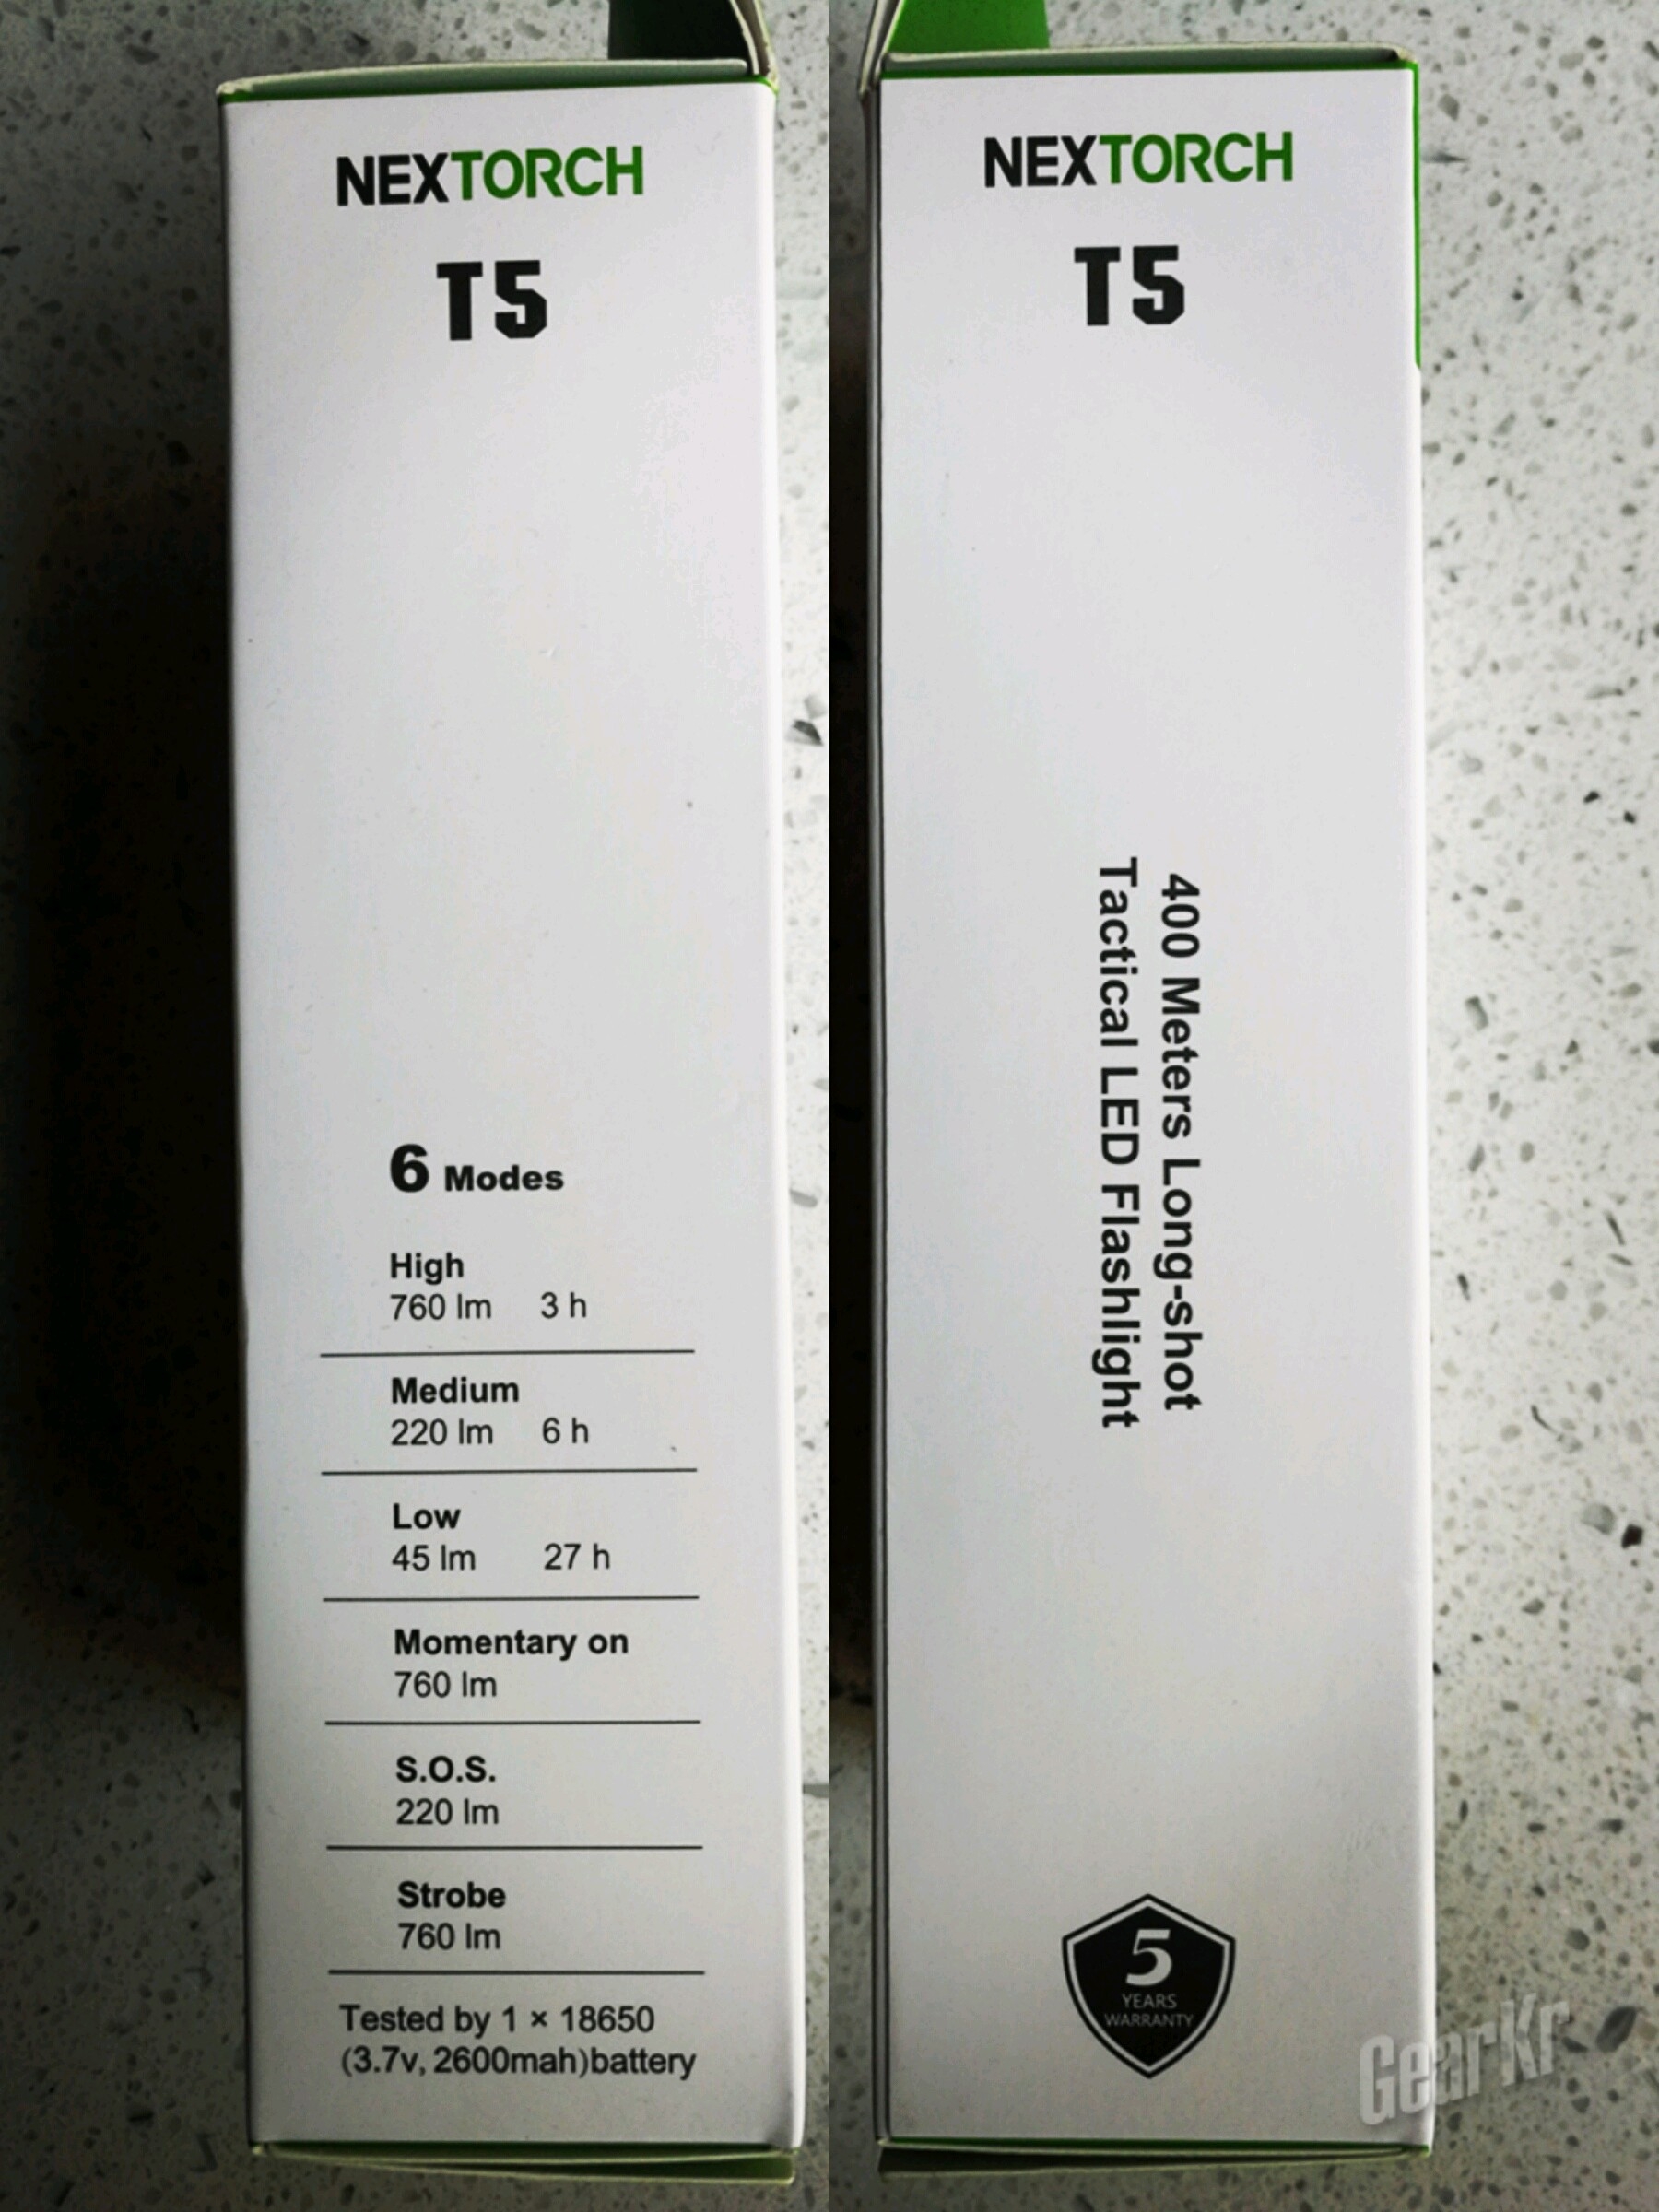 NEXTORCH
T5
6 Modes
High
760 lm 3 h
Medium
220 lm 6 h
Low
45 lm 27 h
Momentary on
760 lm
S.O.S.
220 lm
Strobe
760 lm
Tested by 1 × 18650
(3.7v, 2600mah)battery
NEXTORCH
T5
400 Meters Long-shot
Tactical LED Flashlight
5
YEARS
WARRANTY
GearKr